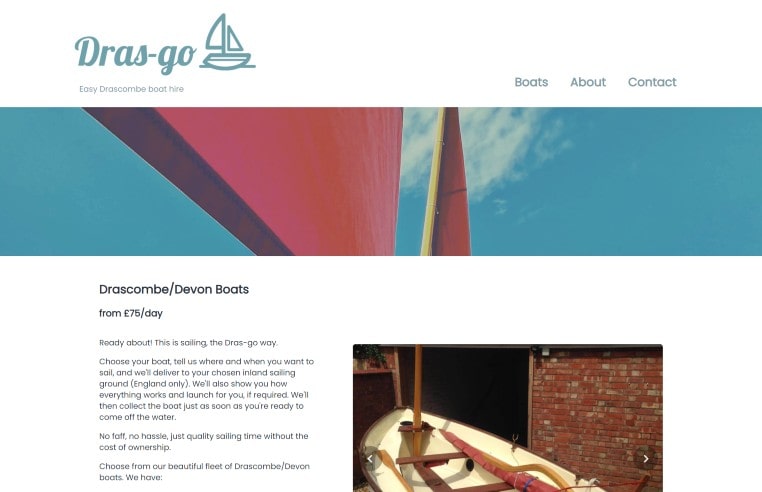 Dras-go
Easy Drascombe boat hire
Boats About Contact
Drascombe/Devon Boats
from £75/day
Ready about! This is sailing, the Dras-go way.
Choose your boat, tell us where and when you want to
sail, and we'll deliver to your chosen inland sailing
ground (England only). We'll also show you how
everything works and launch for you, if required. We'll
then collect the boat just as soon as you're ready to
come off the water.
No faff, no hassle, just quality sailing time without the
cost of ownership.
Choose from our beautiful fleet of Drascombe/Devon
boats. We have: